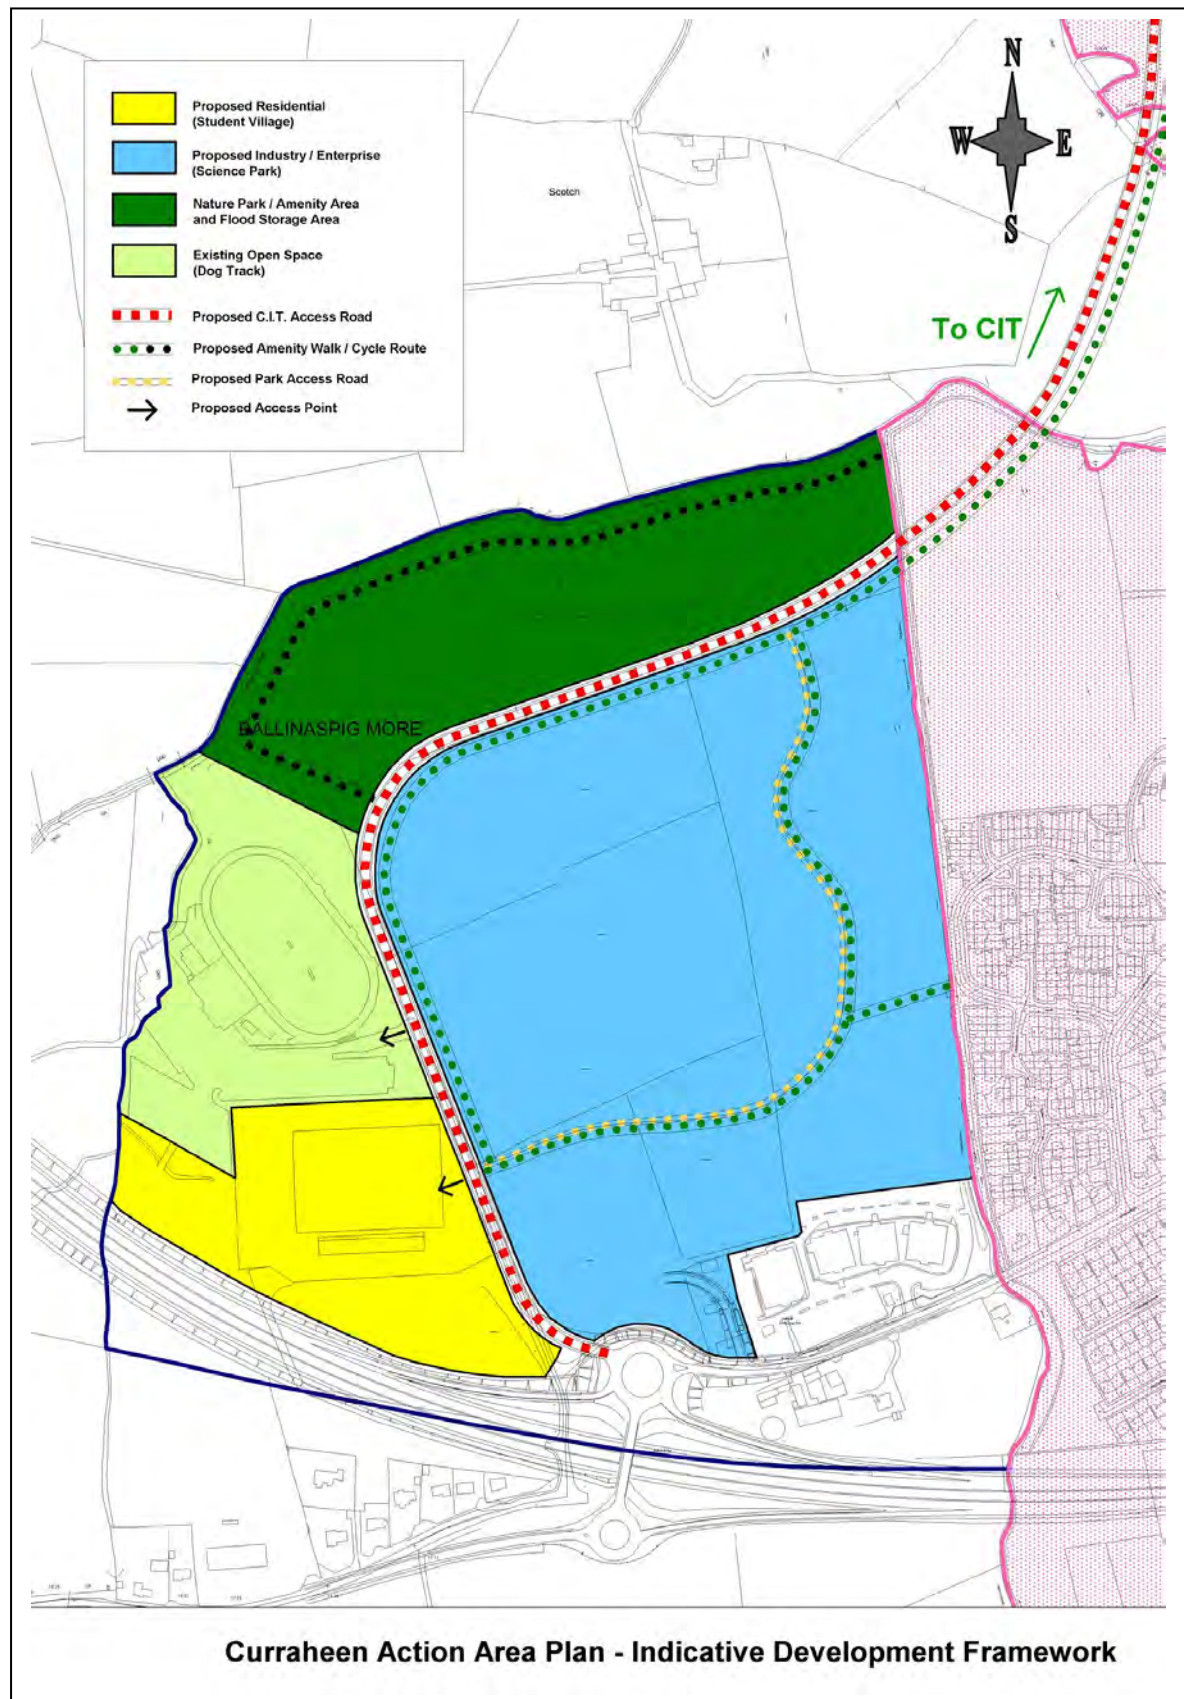 N
W E
S
Proposed Residential
(Student Village)
Proposed Industry / Enterprise
(Science Park)
Nature Park / Amenity Area
and Flood Storage Area
Existing Open Space
(Dog Track)
Proposed C.I.T. Access Road
Proposed Amenity Walk / Cycle Route
Proposed Park Access Road
Proposed Access Point
Scotch
To CIT
BALLINASPIG MORE
Curraheen Action Area Plan - Indicative Development Framework